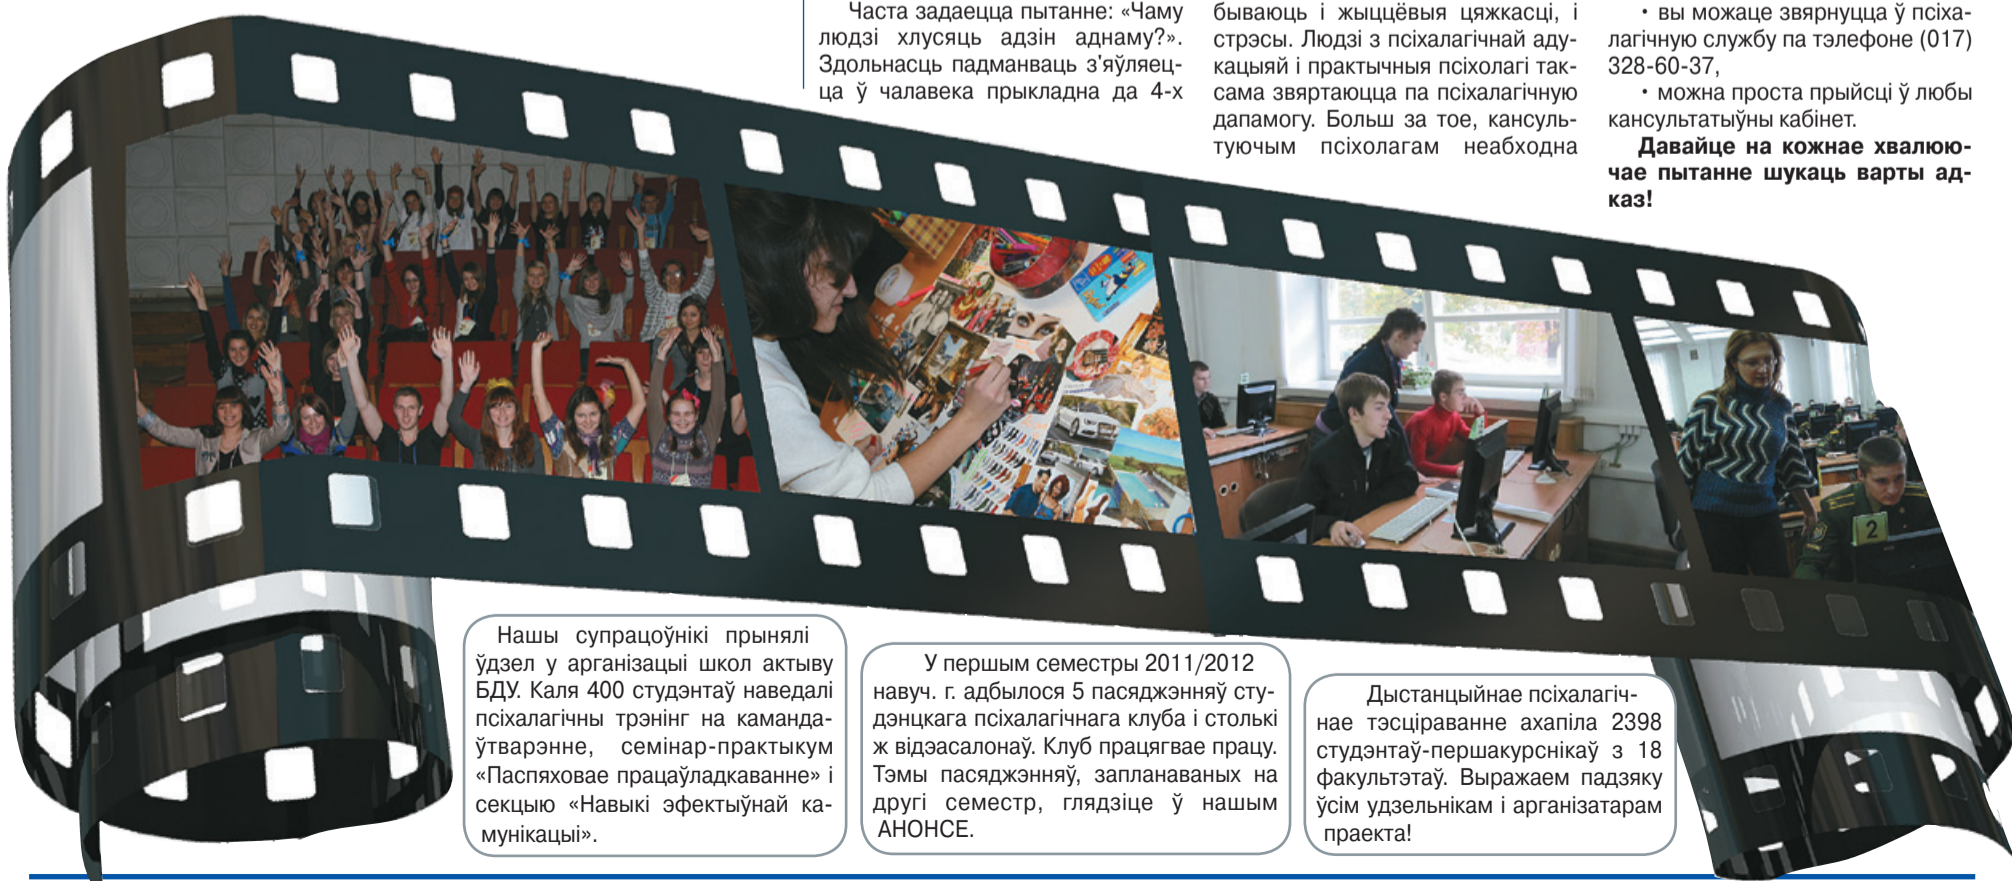 Часта задаецца пытанне: «Чаму
людзі хлусяць адзін аднаму?».
Здольнасць падманваць з'яўляец-
ца ў чалавека прыкладна да 4-х
бываюць і жыццёвыя цяжкасці, і
стрэсы. Людзі з псіхалагічнай аду-
кацыяй і практычныя псіхолагі так-
сама звяртаюцца па псіхалагічную
дапамогу. Больш за тое, кансуль-
туючым псіхолагам неабходна
• вы можаце звярнуцца ў псіха-
лагічную службу па тэлефоне (017)
328-60-37,
• можна проста прыйсці ў любы
кансультатыўны кабінет.
Давайце на кожнае хвалюю-
чае пытанне шукаць варты ад-
каз!
2
Нашы супрацоўнікі прынялі
ўдзел у арганізацыі школ актыву
БДУ. Каля 400 студэнтаў наведалі
псіхалагічны трэнінг на каманда-
ўтварэнне, семінар-практыкум
«Паспяховае працаўладкаванне» і
секцыю «Навыкі эфектыўнай ка-
мунікацыі».
У першым семестры 2011/2012
навуч. г. адбылося 5 пасяджэнняў сту-
дэнцкага псіхалагічнага клуба і столькі
ж відэасалонаў. Клуб працягвае працу.
Тэмы пасяджэнняў, запланаваных на
другі семестр, глядзіце ў нашым
АНОНСЕ.
Дыстанцыйнае псіхалагіч-
нае тэсціраванне ахапіла 2398
студэнтаў-першакурснікаў з 18
факультэтаў. Выражаем падзяку
ўсім удзельнікам і арганізатарам
праекта!